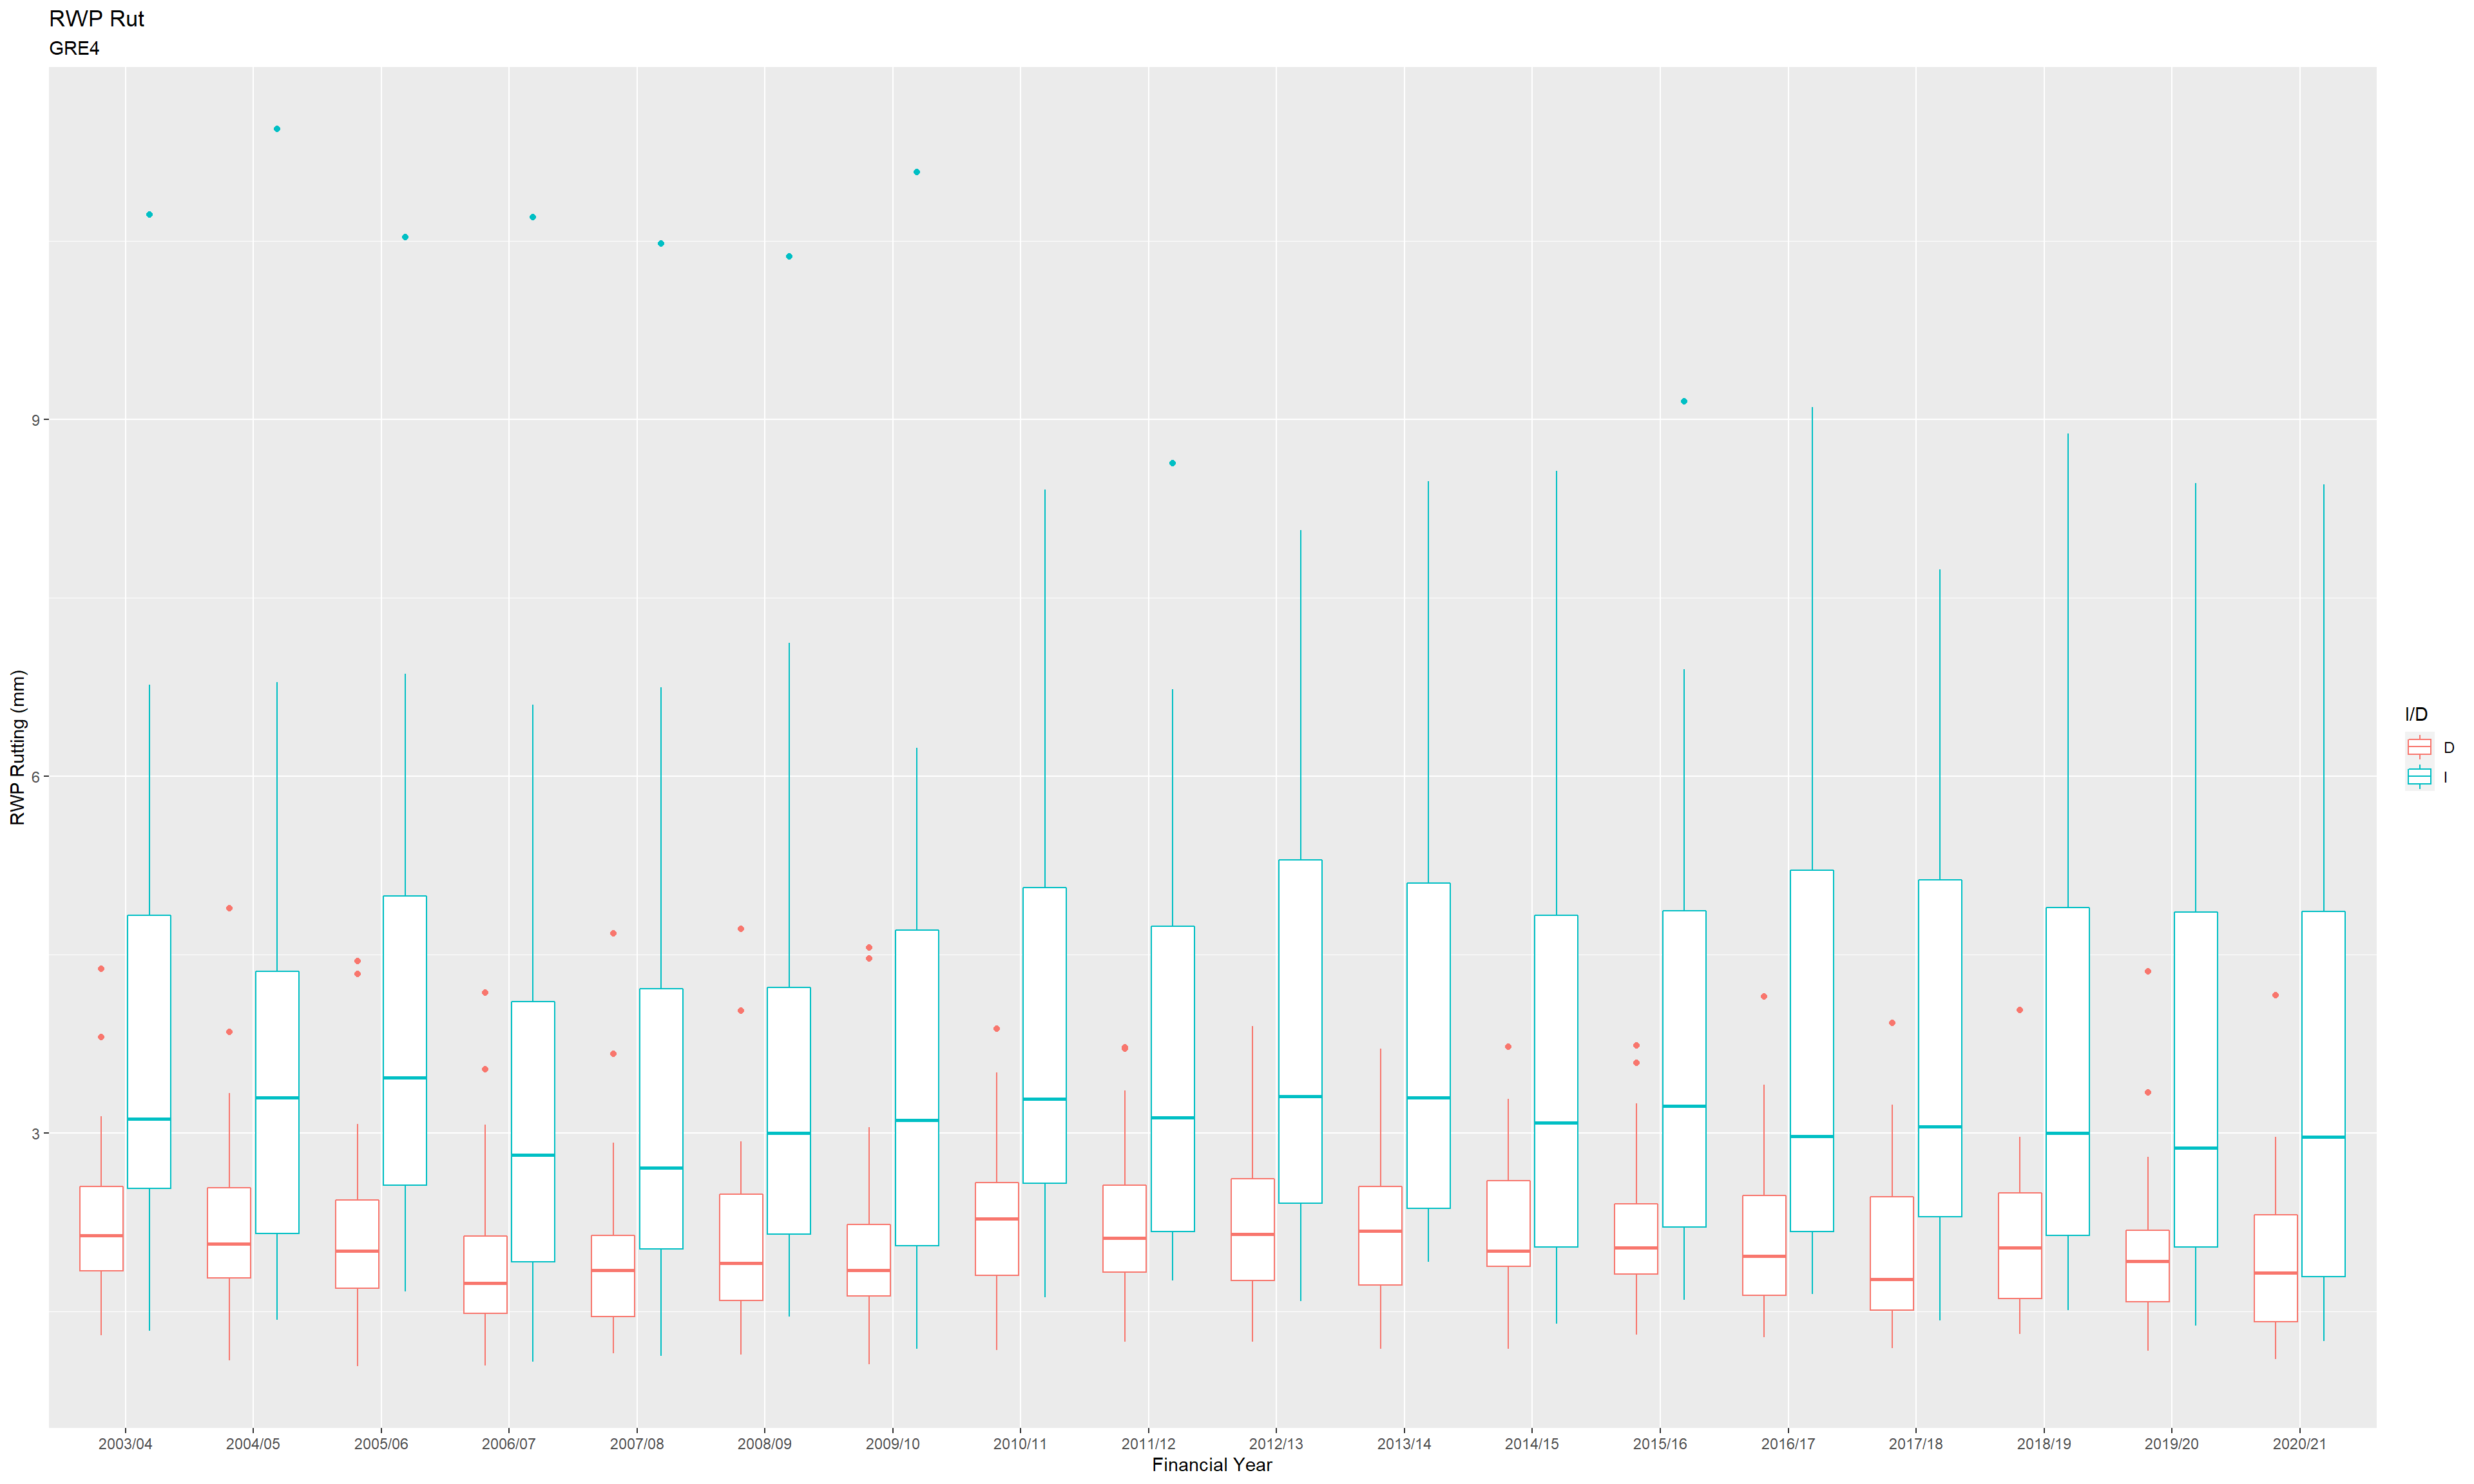 RWP Rut
GRE4
RWP Rutting (mm)
9
6
3
2003/04 2004/05 2005/06 2006/07 2007/08 2008/09 2009/10 2010/11 2011/12 2012/13 2013/14 2014/15 2015/16 2016/17 2017/18 2018/19 2019/20 2020/21
Financial Year
I/D
D
I